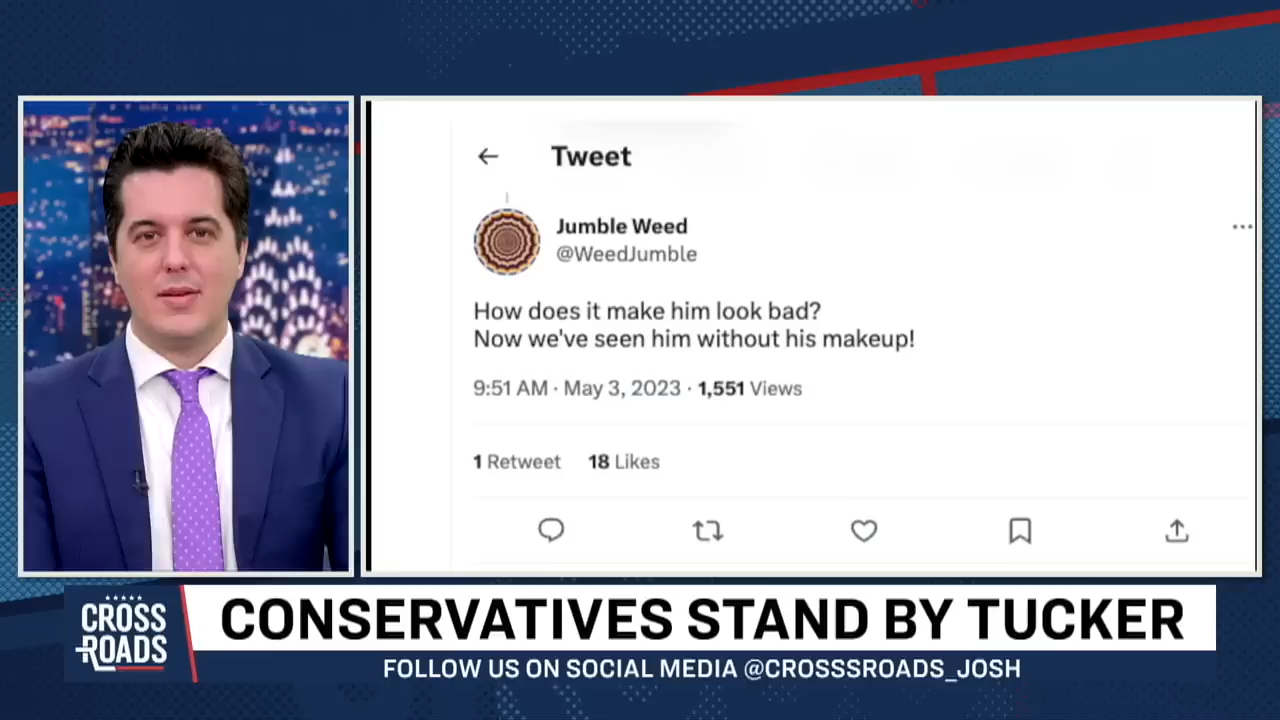 Tweet
Jumble Weed
@WeedJumble
How does it make him look bad?
Now we've seen him without his makeup!
9:51 AM · May 3, 2023 · 1,551 Views
1 Retweet 18 Likes
CROSS
ROADS
CONSERVATIVES STAND BY TUCKER
FOLLOW US ON SOCIAL MEDIA @CROSSSROADS_JOSH